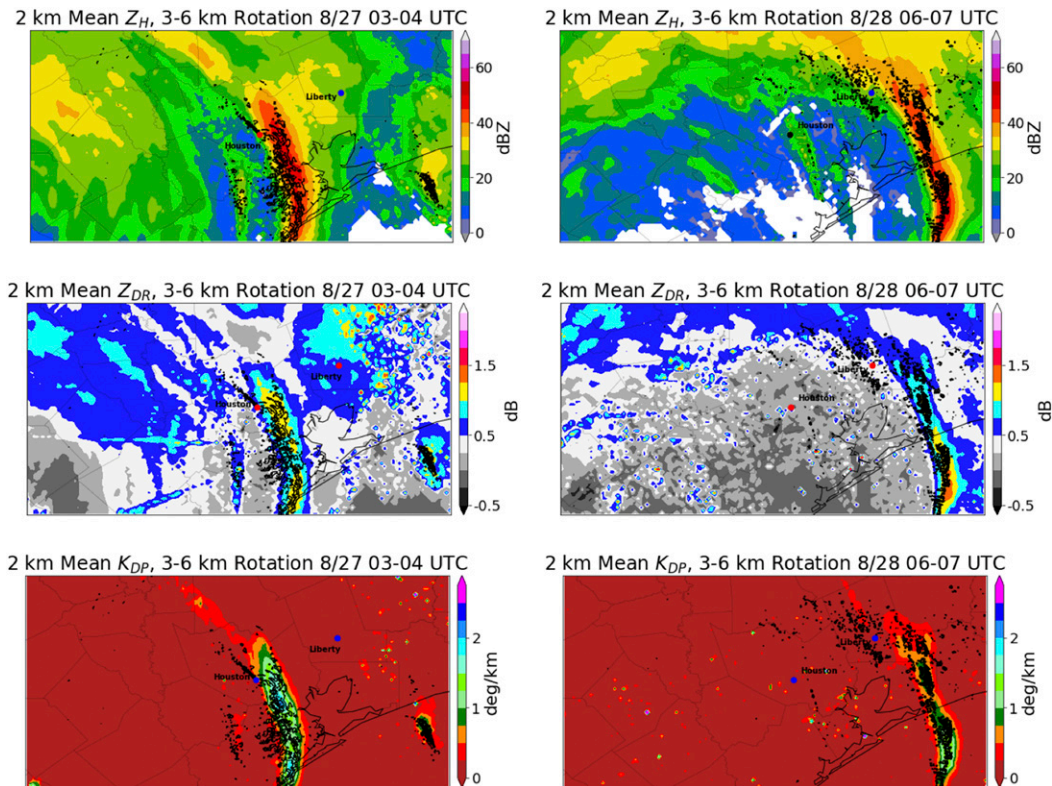 2 km Mean Z_H, 3-6 km Rotation 8/27 03-04 UTC
60
40
20
0
dBZ
Liberty
Houston
2 km Mean Z_H, 3-6 km Rotation 8/28 06-07 UTC
60
40
20
0
dBZ
Liberty
Houston
2 km Mean Z_DR, 3-6 km Rotation 8/27 03-04 UTC
1.5
0.5
-0.5
dB
Liberty
Houston
2 km Mean Z_DR, 3-6 km Rotation 8/28 06-07 UTC
1.5
0.5
-0.5
dB
Liberty
Houston
2 km Mean K_DP, 3-6 km Rotation 8/27 03-04 UTC
2
1
0
deg/km
Liberty
Houston
2 km Mean K_DP, 3-6 km Rotation 8/28 06-07 UTC
2
1
0
deg/km
Liberty
Houston